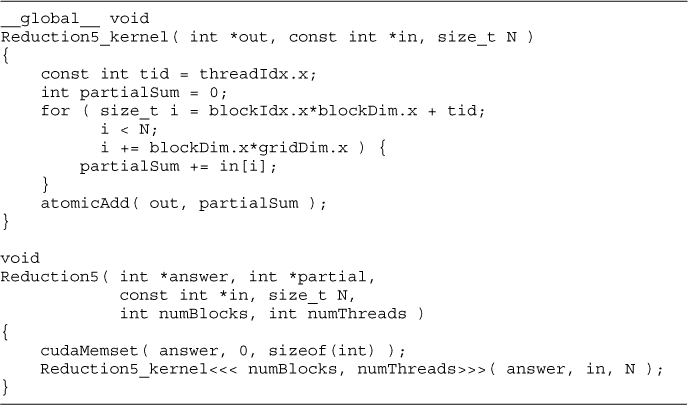 __global__ void
Reduction5_kernel( int *out, const int *in, size_t N )
{
    const int tid = threadIdx.x;
    int partialSum = 0;
    for ( size_t i = blockIdx.x*blockDim.x + tid;
          i < N;
          i += blockDim.x*gridDim.x ) {
        partialSum += in[i];
    }
    atomicAdd( out, partialSum );
}

void
Reduction5( int *answer, int *partial,
            const int *in, size_t N,
            int numBlocks, int numThreads )
{
    cudaMemset( answer, 0, sizeof(int) );
    Reduction5_kernel<<< numBlocks, numThreads>>>( answer, in, N );
}